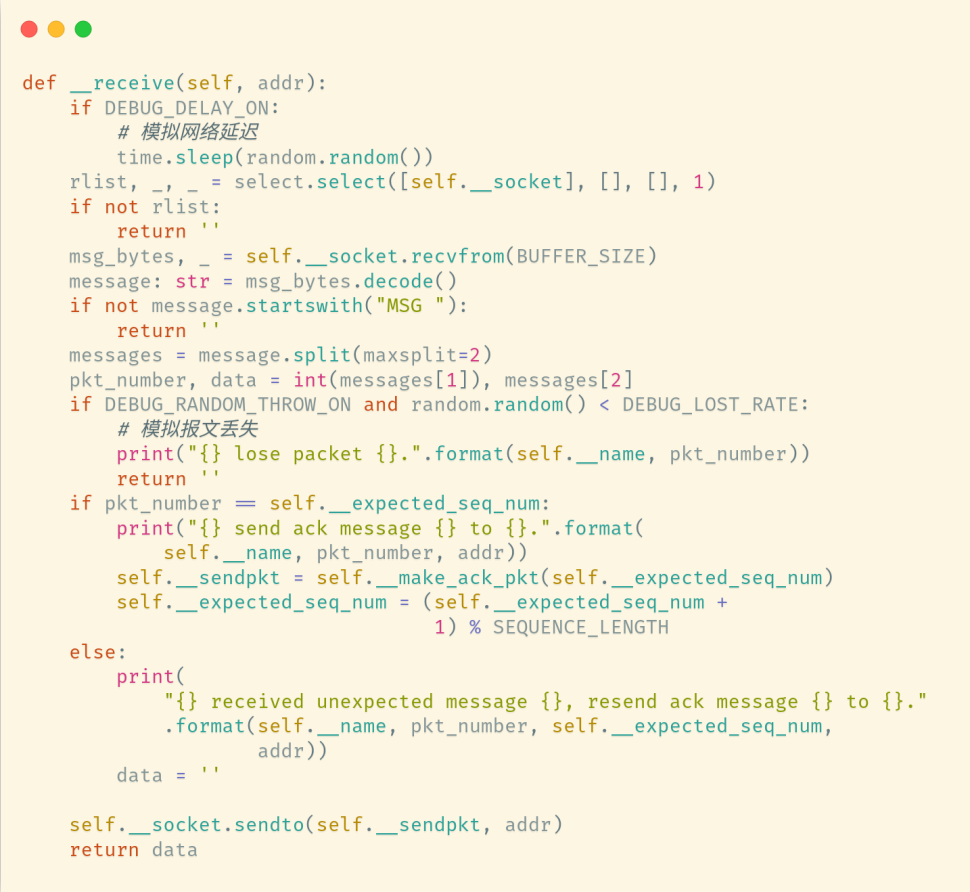 def __receive(self, addr):
    if DEBUG_DELAY_ON:
        # 模拟网络延迟
        time.sleep(random.random())
    rlist, _, _ = select.select([self.__socket], [], [], 1)
    if not rlist:
        return ''
    msg_bytes, _ = self.__socket.recvfrom(BUFFER_SIZE)
    message: str = msg_bytes.decode()
    if not message.startswith("MSG "):
        return ''
    messages = message.split(maxsplit=2)
    pkt_number, data = int(messages[1]), messages[2]
    if DEBUG_RANDOM_THROW_ON and random.random() < DEBUG_LOST_RATE:
        # 模拟报文丢失
        print("{} lose packet {}.".format(self.__name, pkt_number))
        return ''
    if pkt_number == self.__expected_seq_num:
        print("{} send ack message {} to {}.".format(
            self.__name, pkt_number, addr))
        self.__sendpkt = self.__make_ack_pkt(self.__expected_seq_num)
        self.__expected_seq_num = (self.__expected_seq_num +
                                   1) % SEQUENCE_LENGTH
    else:
        print(
            "{} received unexpected message {}, resend ack message {} to {}."
            .format(self.__name, pkt_number, self.__expected_seq_num,
                    addr))
        data = ''

    self.__socket.sendto(self.__sendpkt, addr)
    return data